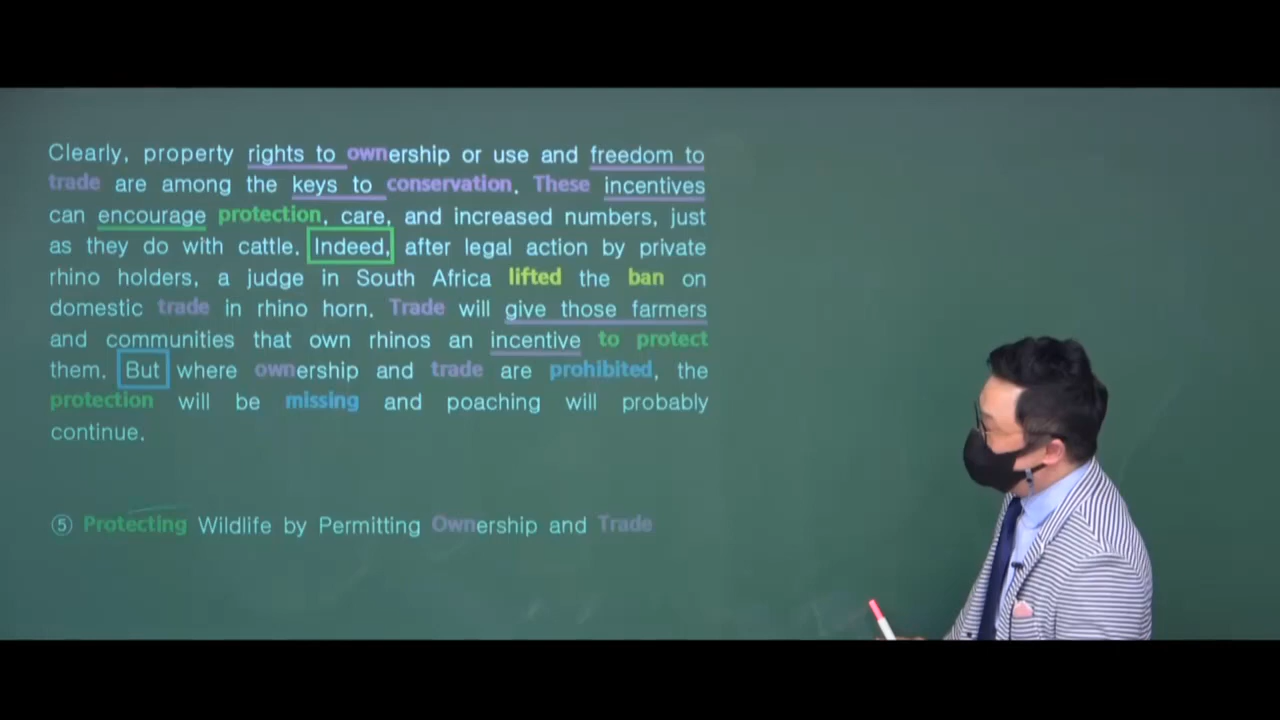 Clearly, property rights to ownership or use and freedom to
trade are among the keys to conservation. These incentives
can encourage protection, care, and increased numbers, just
as they do with cattle. Indeed, after legal action by private
rhino holders, a judge in South Africa lifted the ban on
domestic trade in rhino horn. Trade will give those farmers
and communities that own rhinos an incentive to protect
them. But where ownership and trade are prohibited, the
protection will be missing and poaching will probably
continue.
⑤ Protecting Wildlife by Permitting Ownership and Trade